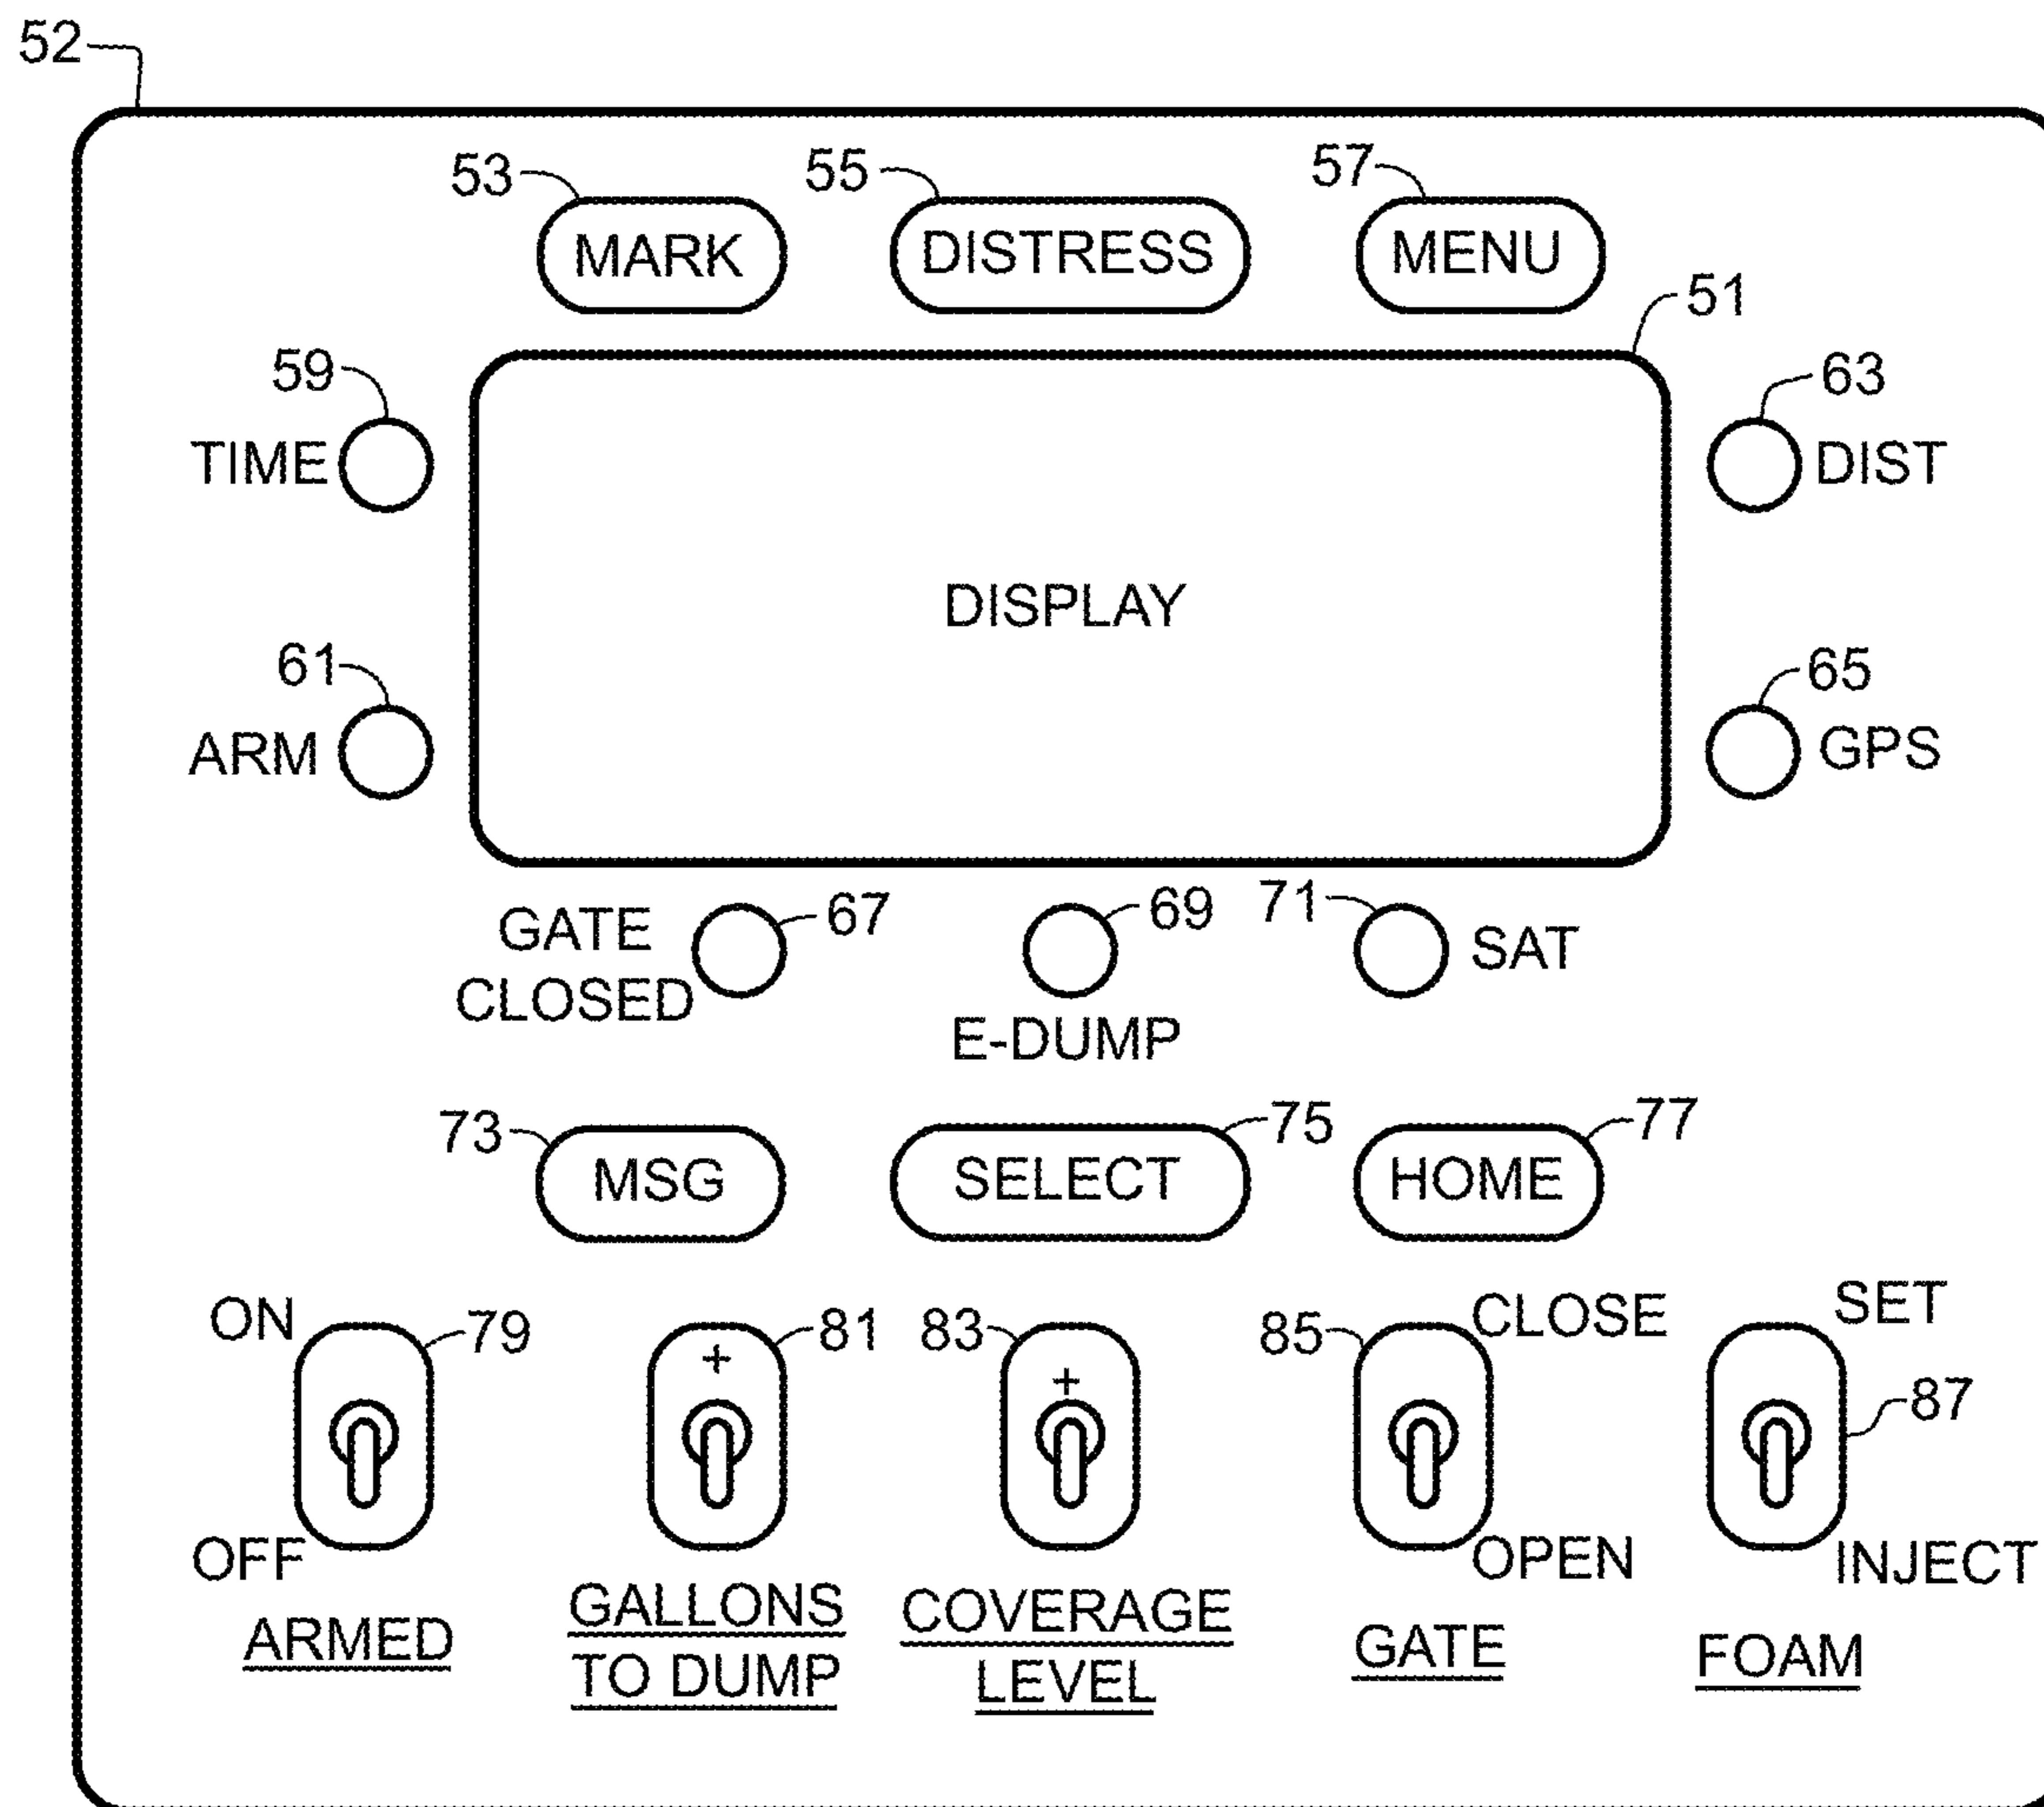 52
53
55
57
MARK
DISTRESS
MENU
51
59
63
TIME
DIST
DISPLAY
61
65
ARM
GPS
GATE
CLOSED
67
69
71
SAT
E-DUMP
73
75
77
MSG
SELECT
HOME
ON
79
+
81
83
+
85
CLOSE
SET
87
OFF
OPEN
INJECT
ARMED
GALLONS
TO DUMP
COVERAGE
LEVEL
GATE
FOAM